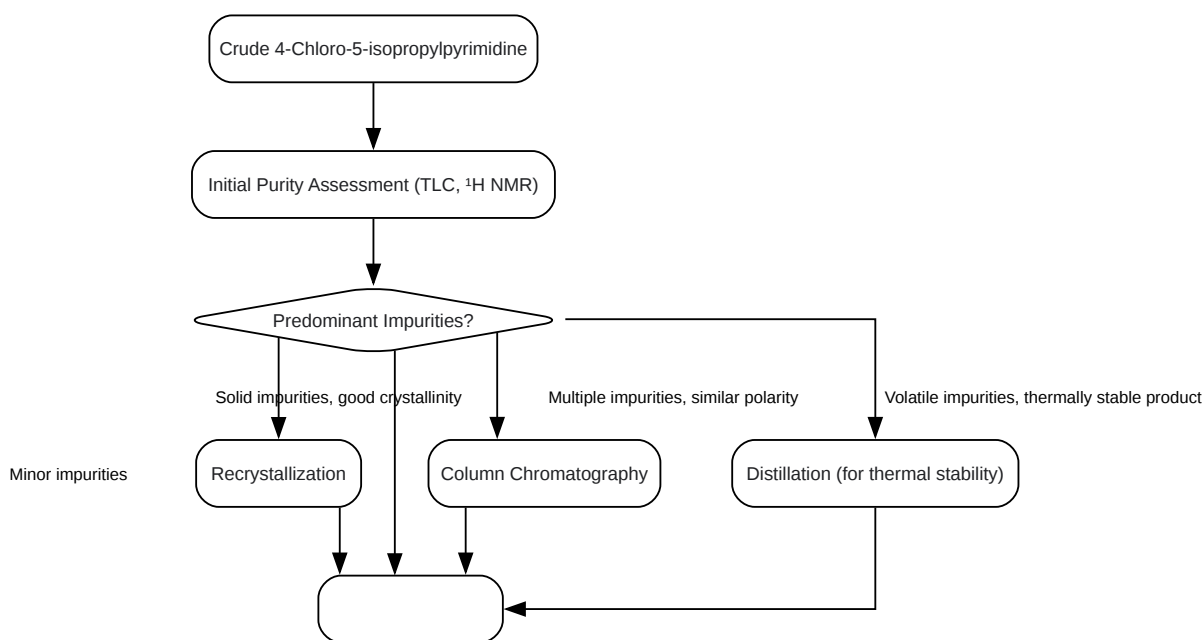 Crude 4-Chloro-5-isopropylpyrimidine
Initial Purity Assessment (TLC, ¹H NMR)
Predominant Impurities?
Solid impurities, good crystallinity
Multiple impurities, similar polarity
Volatile impurities, thermally stable product
Minor impurities
Recrystallization
Column Chromatography
Distillation (for thermal stability)